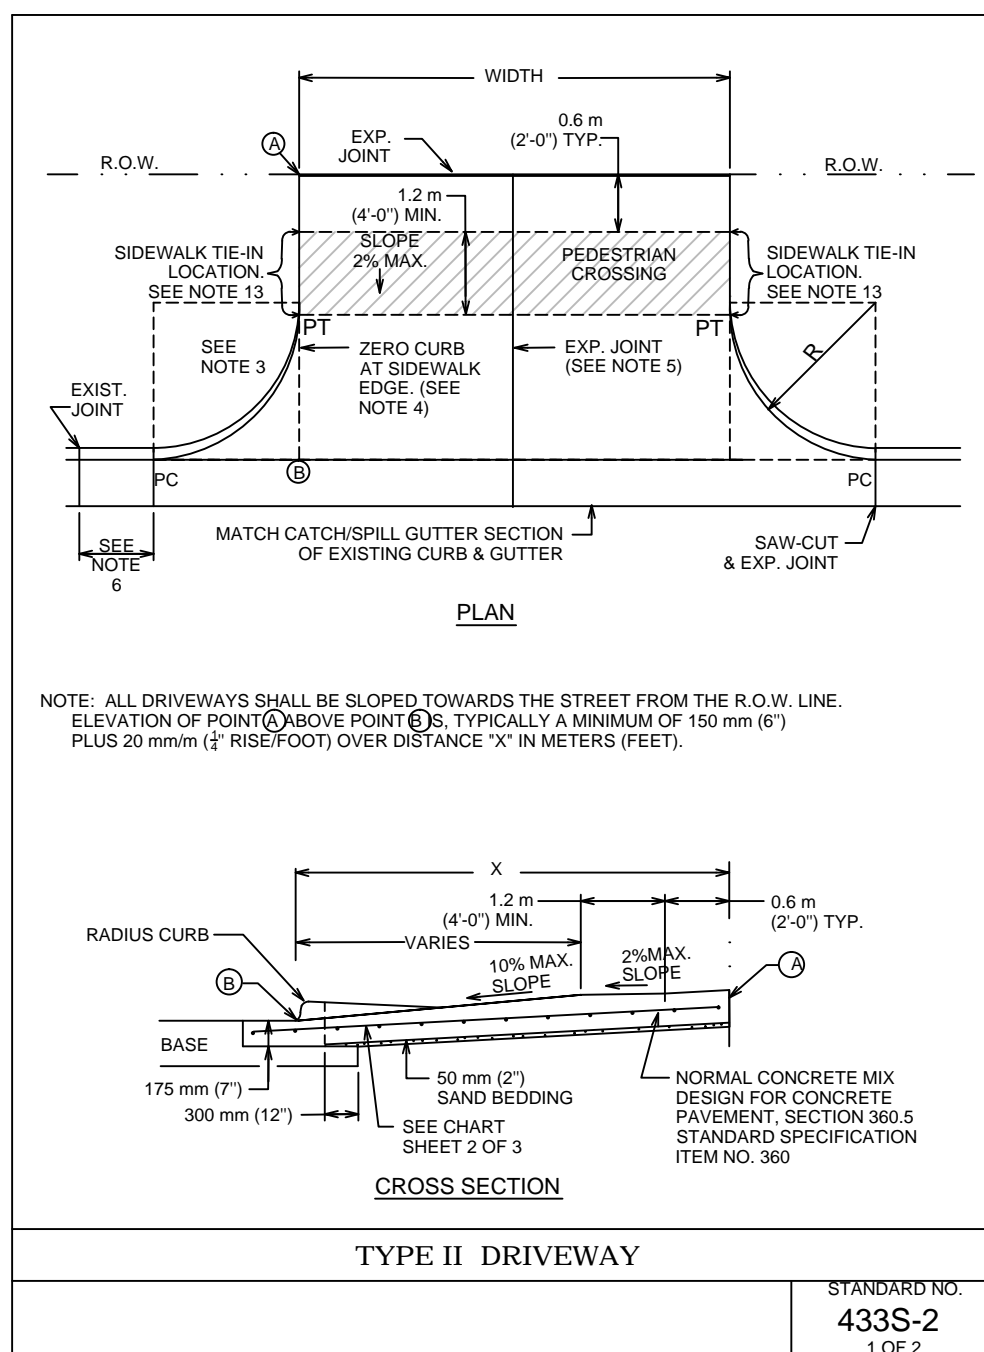 WIDTH
0.6 m
(2'-0") TYP.
A
EXP.
JOINT
R.O.W.
R.O.W.
1.2 m
(4'-0") MIN.
SLOPE
2% MAX.
PEDESTRIAN
CROSSING
SIDEWALK TIE-IN
LOCATION.
SEE NOTE 13
SIDEWALK TIE-IN
LOCATION.
SEE NOTE 13
PT
PT
SEE
NOTE 3
ZERO CURB
AT SIDEWALK
EDGE. (SEE
NOTE 4)
EXP. JOINT
(SEE NOTE 5)
R
EXIST.
JOINT
PC
B
PC
MATCH CATCH/SPILL GUTTER SECTION
OF EXISTING CURB & GUTTER
SAW-CUT
& EXP. JOINT
SEE
NOTE
6
PLAN
NOTE: ALL DRIVEWAYS SHALL BE SLOPED TOWARDS THE STREET FROM THE R.O.W. LINE.
ELEVATION OF POINT A ABOVE POINT B IS, TYPICALLY A MINIMUM OF 150 mm (6")
PLUS 20 mm/m (1/4" RISE/FOOT) OVER DISTANCE "X" IN METERS (FEET).
X
1.2 m
(4'-0") MIN.
0.6 m
(2'-0") TYP.
RADIUS CURB
VARIES
10% MAX.
SLOPE
2%MAX.
SLOPE
A
B
BASE
175 mm (7")
300 mm (12")
50 mm (2")
SAND BEDDING
SEE CHART
SHEET 2 OF 3
NORMAL CONCRETE MIX
DESIGN FOR CONCRETE
PAVEMENT, SECTION 360.5
STANDARD SPECIFICATION
ITEM NO. 360
CROSS SECTION
TYPE II DRIVEWAY
STANDARD NO.
433S-2
1 OF 2